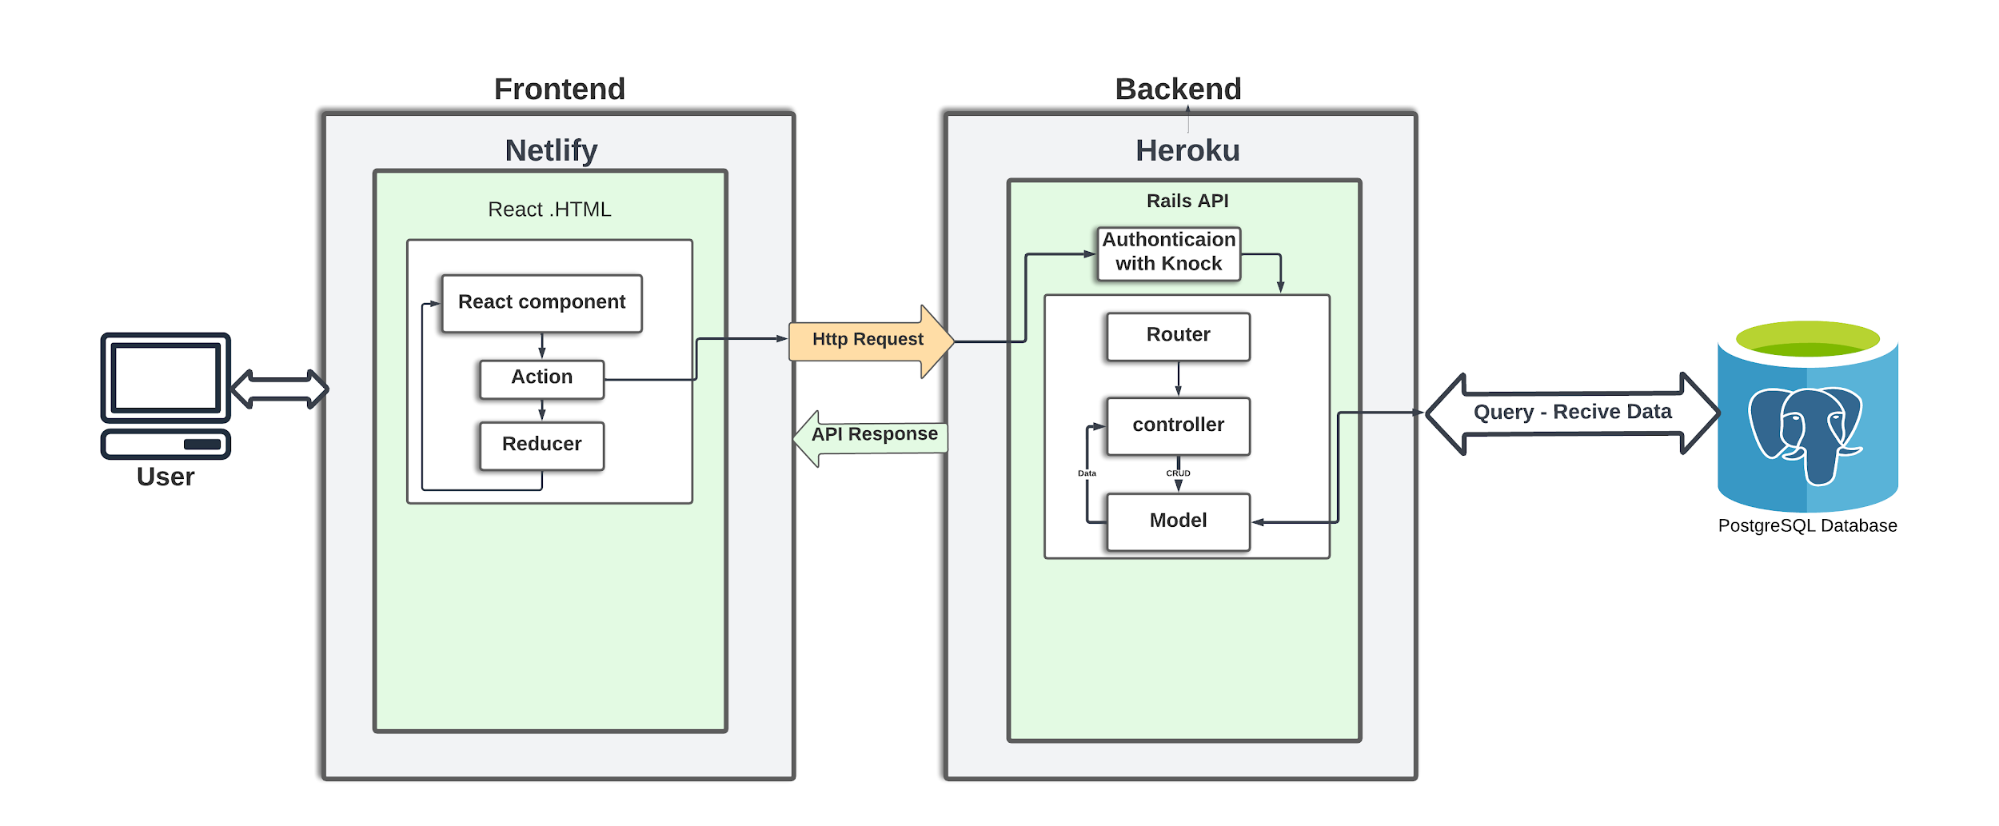 Frontend
Netlify
React .HTML
React component
Action
Reducer
User
Http Request
API Response
Backend
Heroku
Rails API
Authonticaion
with Knock
Router
controller
Data
CRUD
Model
Query - Recive Data
PostgreSQL Database